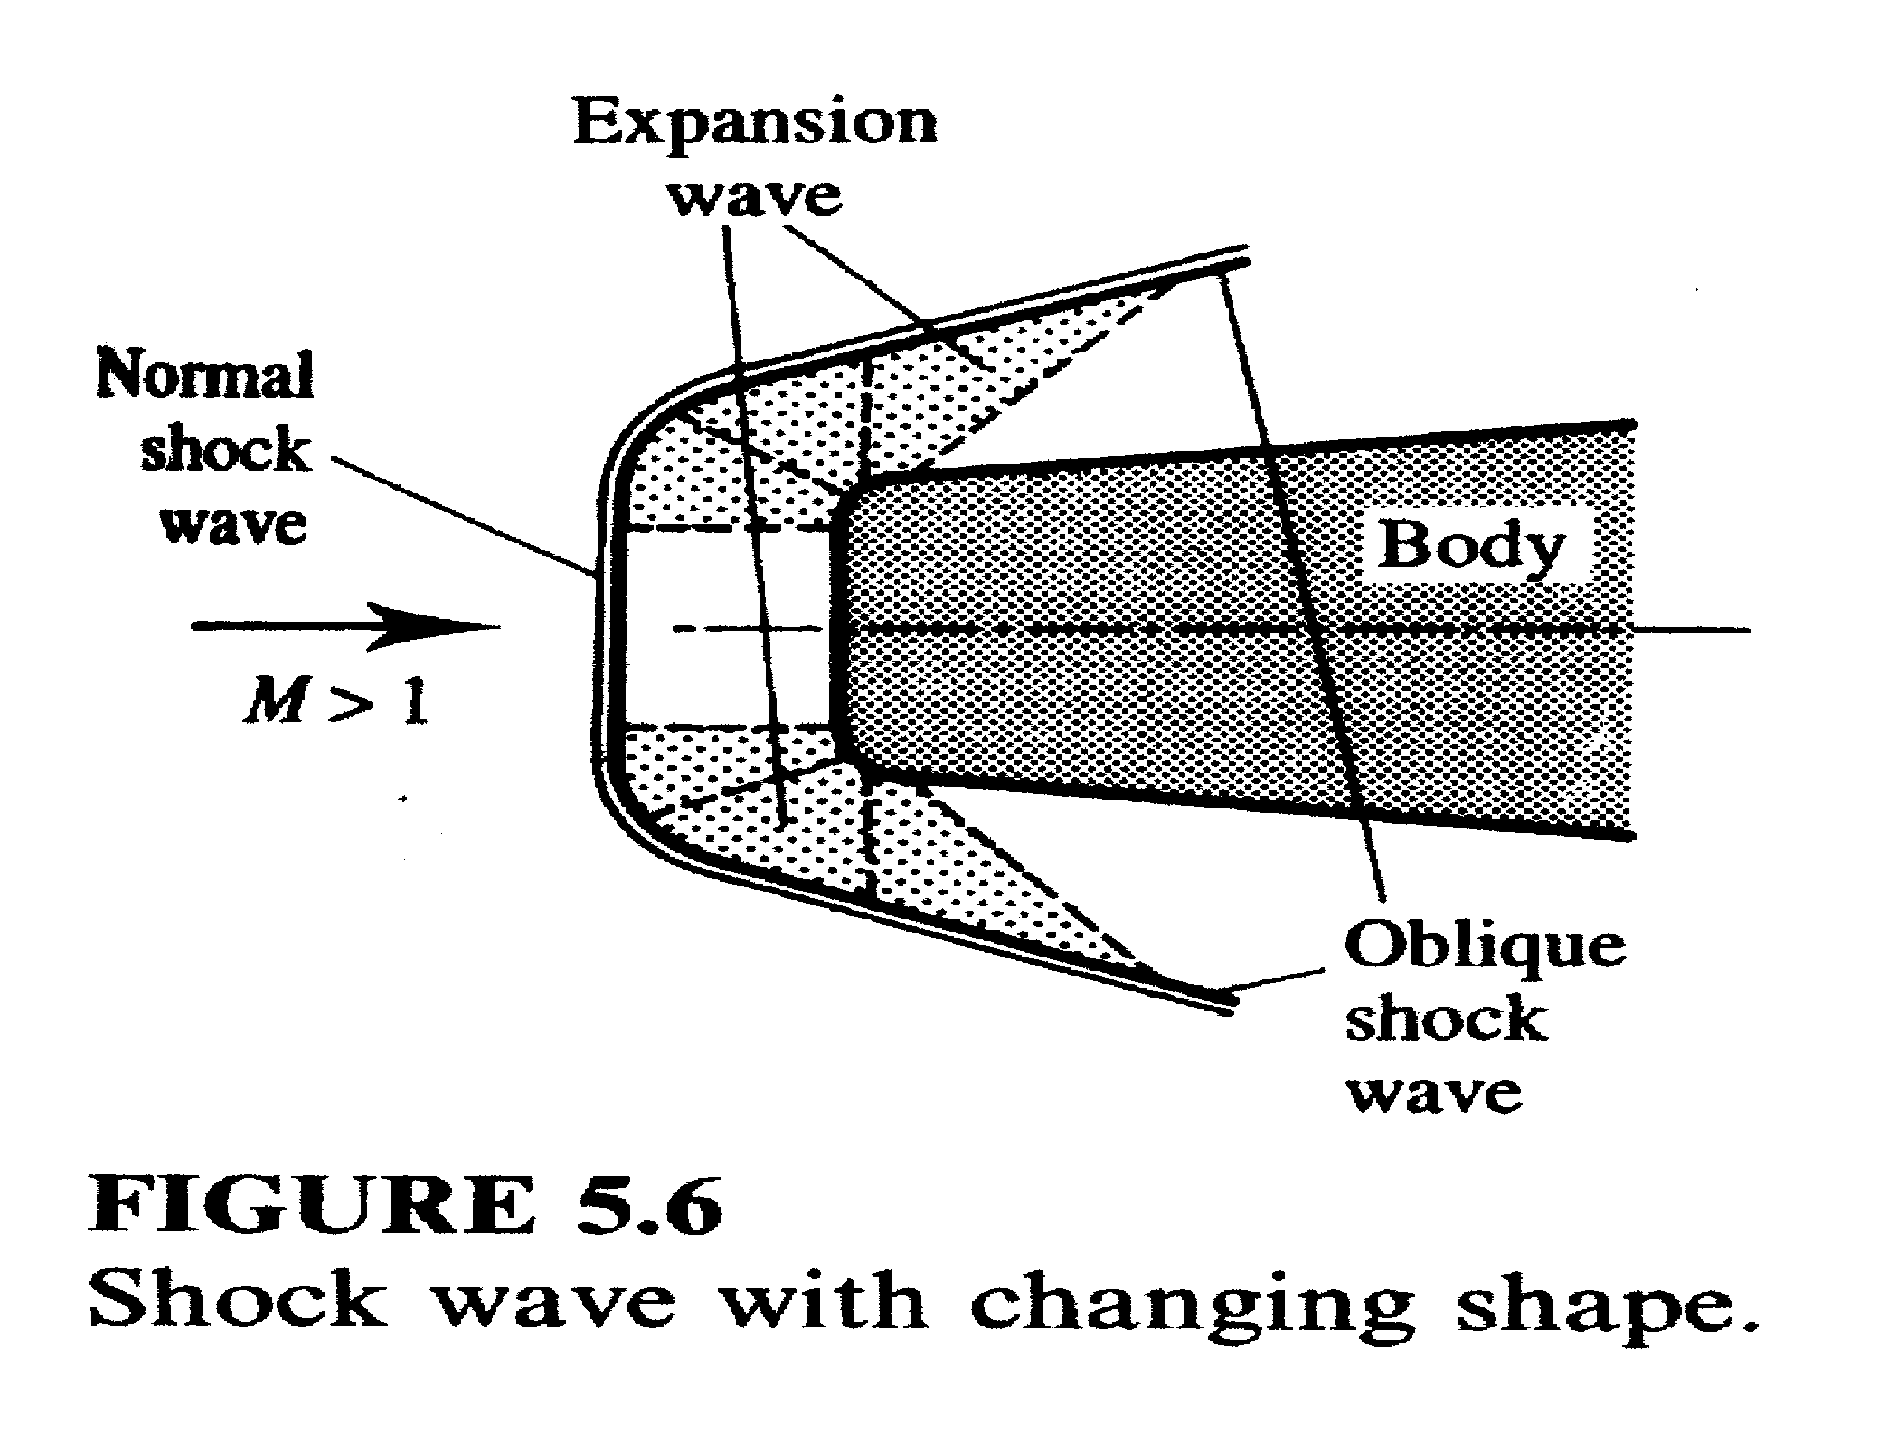 Expansion
wave
Normal
shock
wave
M > 1
Body
Oblique
shock
wave
FIGURE 5.6
Shock wave with changing shape.